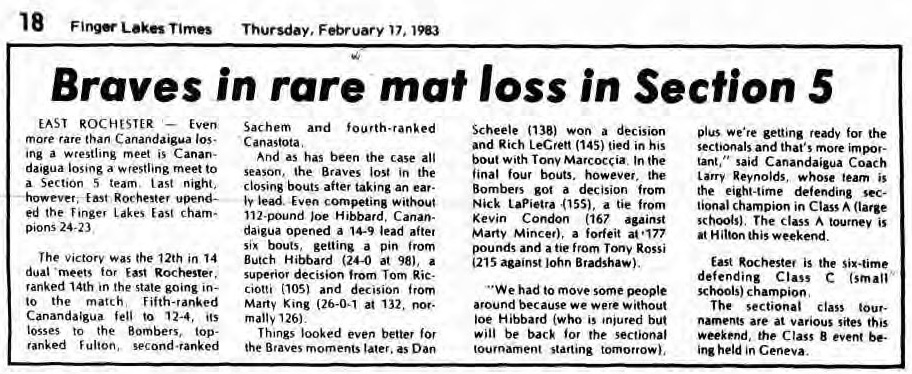 18 Finger Lakes Times Thursday, February 17, 1983
Braves in rare mat loss in Section 5
EAST ROCHESTER — Even
more rare than Canandaigua los-
ing a wrestling meet is Canan-
daigua losing a wrestling meet to
a Section 5 team. Last night,
however, East Rochester upend-
ed the Finger Lakes East cham-
pions 24-23.
The victory was the 12th in 14
dual meets for East Rochester,
ranked 14th in the state going in-
to the match. Fifth-ranked
Canandaigua fell to 12-4, its
losses to the Bombers, top-
ranked Fulton, second-ranked
Sachem and fourth-ranked
Canastota.
And as has been the case all
season, the Braves lost in the
closing bouts after taking an ear-
ly lead. Even competing without
112-pound Joe Hibbard, Canan-
daigua opened a 14-9 lead after
six bouts, getting a pin from
Butch Hibbard (24-0 at 98), a
superior decision from Tom Ric-
ciotti (105) and decision from
Marty King (26-0-1 at 132, nor-
mally 126).
Things looked even better for
the Braves moments later, as Dan
Scheele (138) won a decision
and Rich LeGrett (145) tied in his
bout with Tony Marcoccia. In the
final four bouts, however, the
Bombers got a decision from
Nick LaPietra (155), a tie from
Kevin Condon (167 against
Marty Mincer), a forfeit at 177
pounds and a tie from Tony Rossi
(215 against John Bradshaw).
"We had to move some people
around because we were without
Joe Hibbard (who is injured but
will be back for the sectional
tournament starting tomorrow),
plus we're getting ready for the
sectionals and that's more impor-
tant," said Canandaigua Coach
Larry Reynolds, whose team is
the eight-time defending sec-
tional champion in Class A (large
schools). The class A tourney is
at Hilton this weekend.
East Rochester is the six-time
defending Class C (small
schools) champion.
The sectional class tour-
naments are at various sites this
weekend, the Class B event be-
ing held in Geneva.